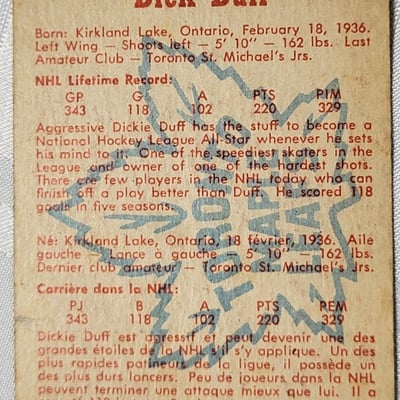 Dick Duff
Born: Kirkland Lake, Ontario, February 18, 1936.
Left Wing — Shoots left - 5' 10" - 162 lbs. Last
Amateur Club — Toronto St. Michael's Jrs.
NHL Lifetime Record:
GP G A PTS PIM
343 118 102 220 329
Aggressive Dickie Duff has the stuff to become a
National Hockey League All-Star whenever he sets
his mind to it. One of the speediest skaters in the
League and owner of one of the hardest shots.
There are few players in the NHL today who can
finish off a play better than Duff. He scored 118
goals in five seasons.
Né: Kirkland Lake, Ontario, 18 février, 1936. Aile
gauche — Lance à gauche - 5' 10" - 162 lbs.
Dernier club amateur — Toronto St. Michael's Jrs.
Carrière dans la NHL:
PJ B A PTS PEM
343 118 102 220 329
Dickie Duff est agressif et peut devenir une des
grandes étoiles de la NHL s'il s'y applique. Un des
plus rapides patineurs de la ligue, il possède un
des plus durs lancers. Peu de joueurs dans la NHL
peuvent terminer une attaque mieux que lui. Il a
TORONTO
MAPLE
LEAFS